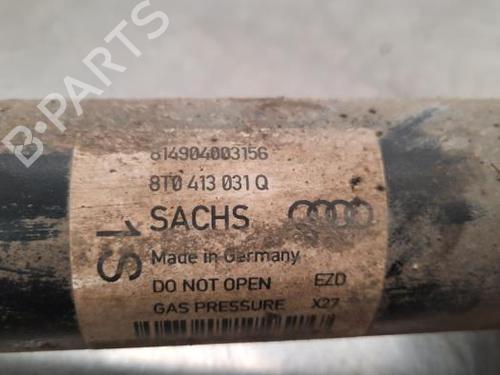 814904003156
8T0 413 031 Q
SACHS
S1
Made in Germany
DO NOT OPEN EZD
GAS PRESSURE X27
B-PARTS